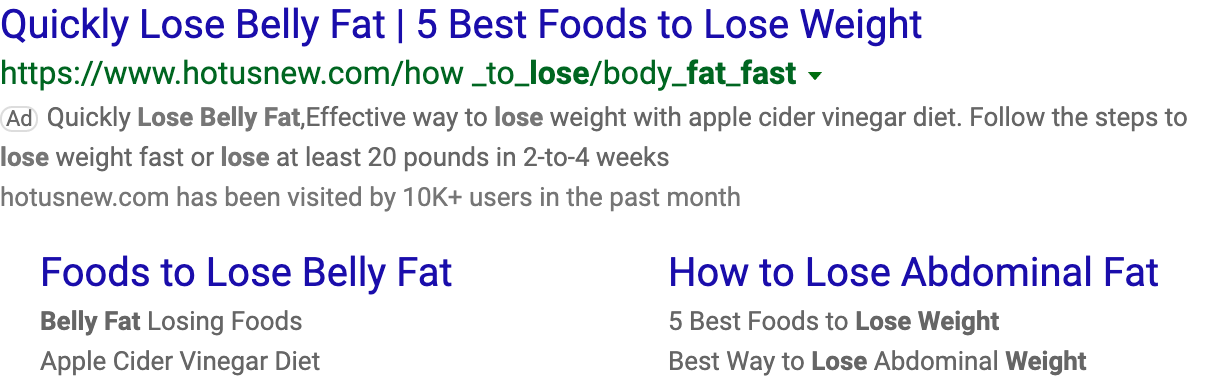 Quickly Lose Belly Fat | 5 Best Foods to Lose Weight
https://www.hotusnew.com/how _to_lose/body_fat_fast
Ad Quickly Lose Belly Fat,Effective way to lose weight with apple cider vinegar diet. Follow the steps to
lose weight fast or lose at least 20 pounds in 2-to-4 weeks
hotusnew.com has been visited by 10K+ users in the past month
Foods to Lose Belly Fat
Belly Fat Losing Foods
Apple Cider Vinegar Diet
How to Lose Abdominal Fat
5 Best Foods to Lose Weight
Best Way to Lose Abdominal Weight